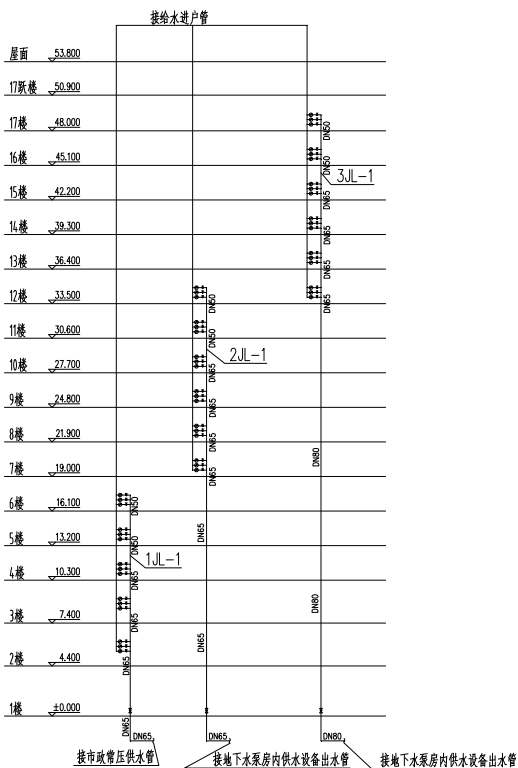 接给水进户管
屋面 53.800
17跃楼 50.900
17楼 48.000
DN50
16楼 45.100
DN50
3JL-1
15楼 42.200
DN65
14楼 39.300
DN65
13楼 36.400
DN65
12楼 33.500
DN50
DN65
11楼 30.600
DN50
2JL-1
10楼 27.700
DN65
9楼 24.800
DN65
8楼 21.900
DN65
DN80
7楼 19.000
DN65
6楼 16.100
DN50
5楼 13.200
DN50
DN65
1JL-1
4楼 10.300
DN65
DN80
3楼 7.400
DN65
DN65
2楼 4.400
DN65
DN65
1楼 ±0.000
DN65
DN65
DN65
DN80
接市政常压供水管
接地下水泵房内供水设备出水管
接地下水泵房内供水设备出水管